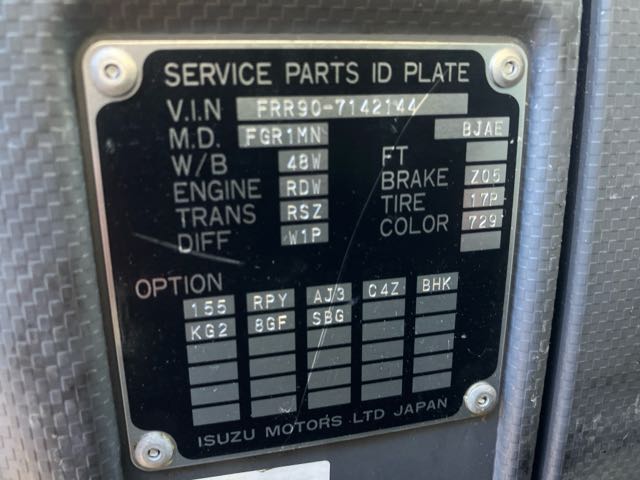 SERVICE PARTS ID PLATE
V.I.N FRR90-7142144
M.D. FGR1MN BJAE
W/B 48W FT
ENGINE RDW BRAKE Z05
TRANS RSZ TIRE 17P
DIFF W1P COLOR 729
OPTION
155 RPY AJ3 C4Z BHK
KG2 8GF SBG
ISUZU MOTORS LTD JAPAN